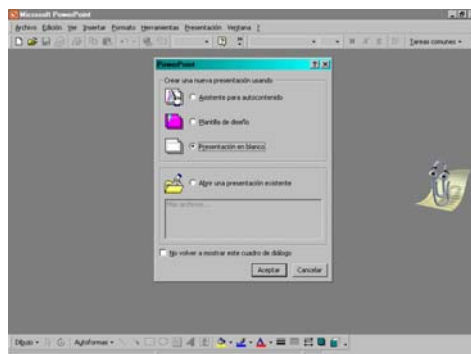 Microsoft PowerPoint
Archivo Edición Ver Insertar Formato Herramientas Presentación Ventana ?
N K S Tareas comunes
PowerPoint
Crear una nueva presentación usando
Asistente para autocontenido
Plantilla de diseño
Presentación en blanco
Abrir una presentación existente
Más archivos...
No volver a mostrar este cuadro de diálogo
Aceptar Cancelar
Dibujo Autoformas